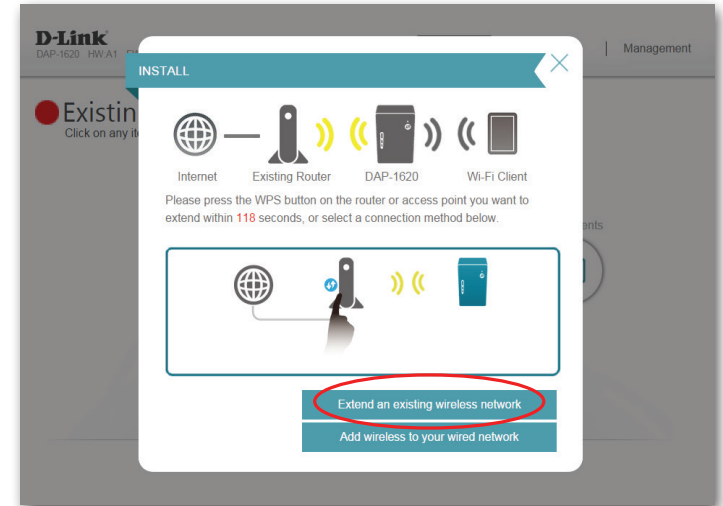 D-Link
DAP-1620 HW:A1
Management
INSTALL
Existin
Click on any
Internet
Existing Router
DAP-1620
Wi-Fi Client
Please press the WPS button on the router or access point you want to
extend within 118 seconds, or select a connection method below.
ents
Extend an existing wireless network
Add wireless to your wired network